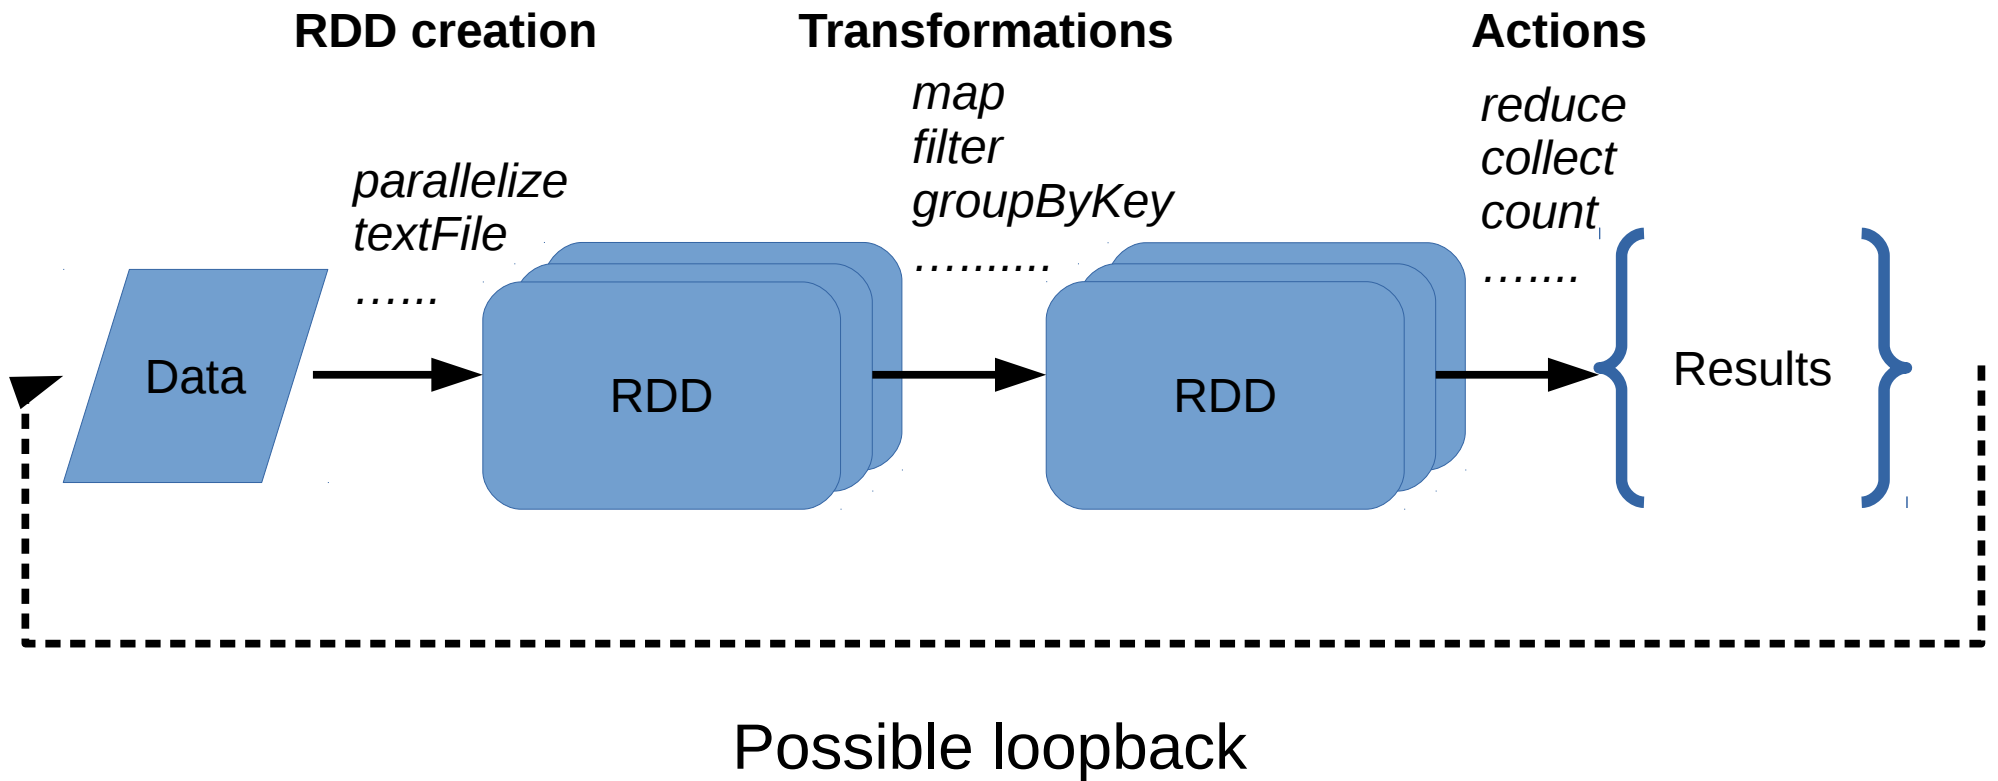 RDD creation
Transformations
Actions
parallelize
textFile
…...
map
filter
groupByKey
….......
reduce
collect
count
…....
Data
RDD
RDD
Results
Possible loopback